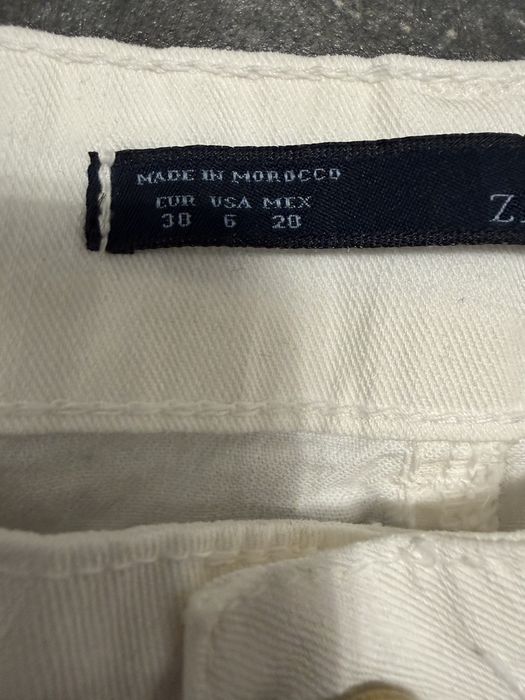 MADE IN MOROCCO
EUR USA MEX
38 6 28
Z